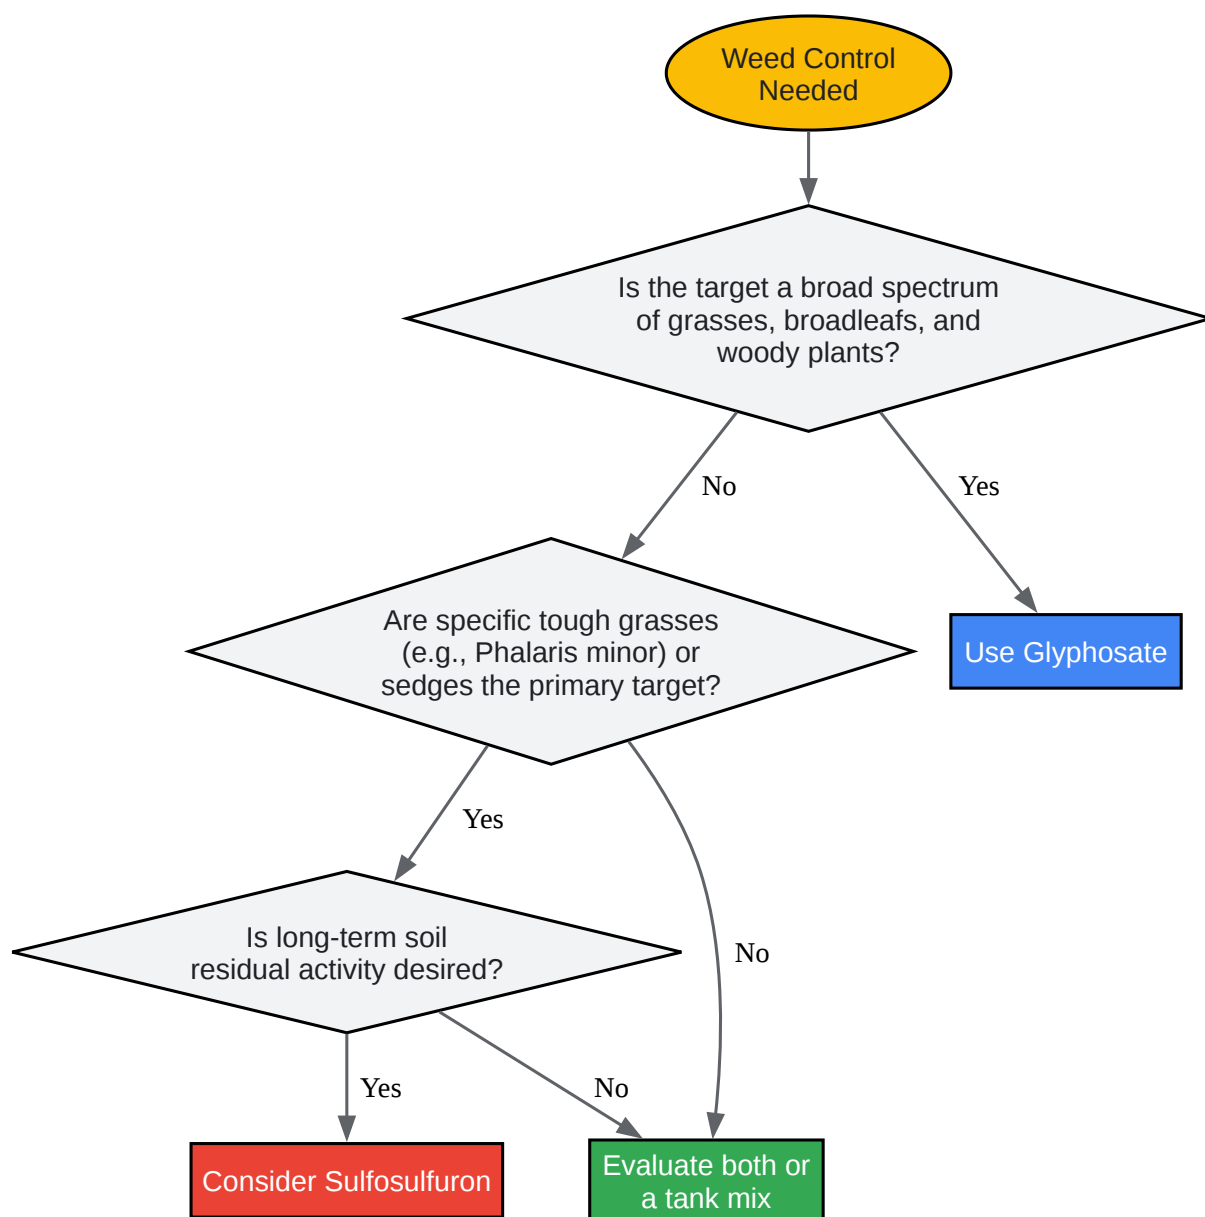 Weed Control
Needed
Is the target a broad spectrum
of grasses, broadleafs, and
woody plants?
No
Yes
Are specific tough grasses
(e.g., Phalaris minor) or
sedges the primary target?
Use Glyphosate
Yes
No
Is long-term soil
residual activity desired?
Yes
No
Consider Sulfosulfuron
Evaluate both or
a tank mix